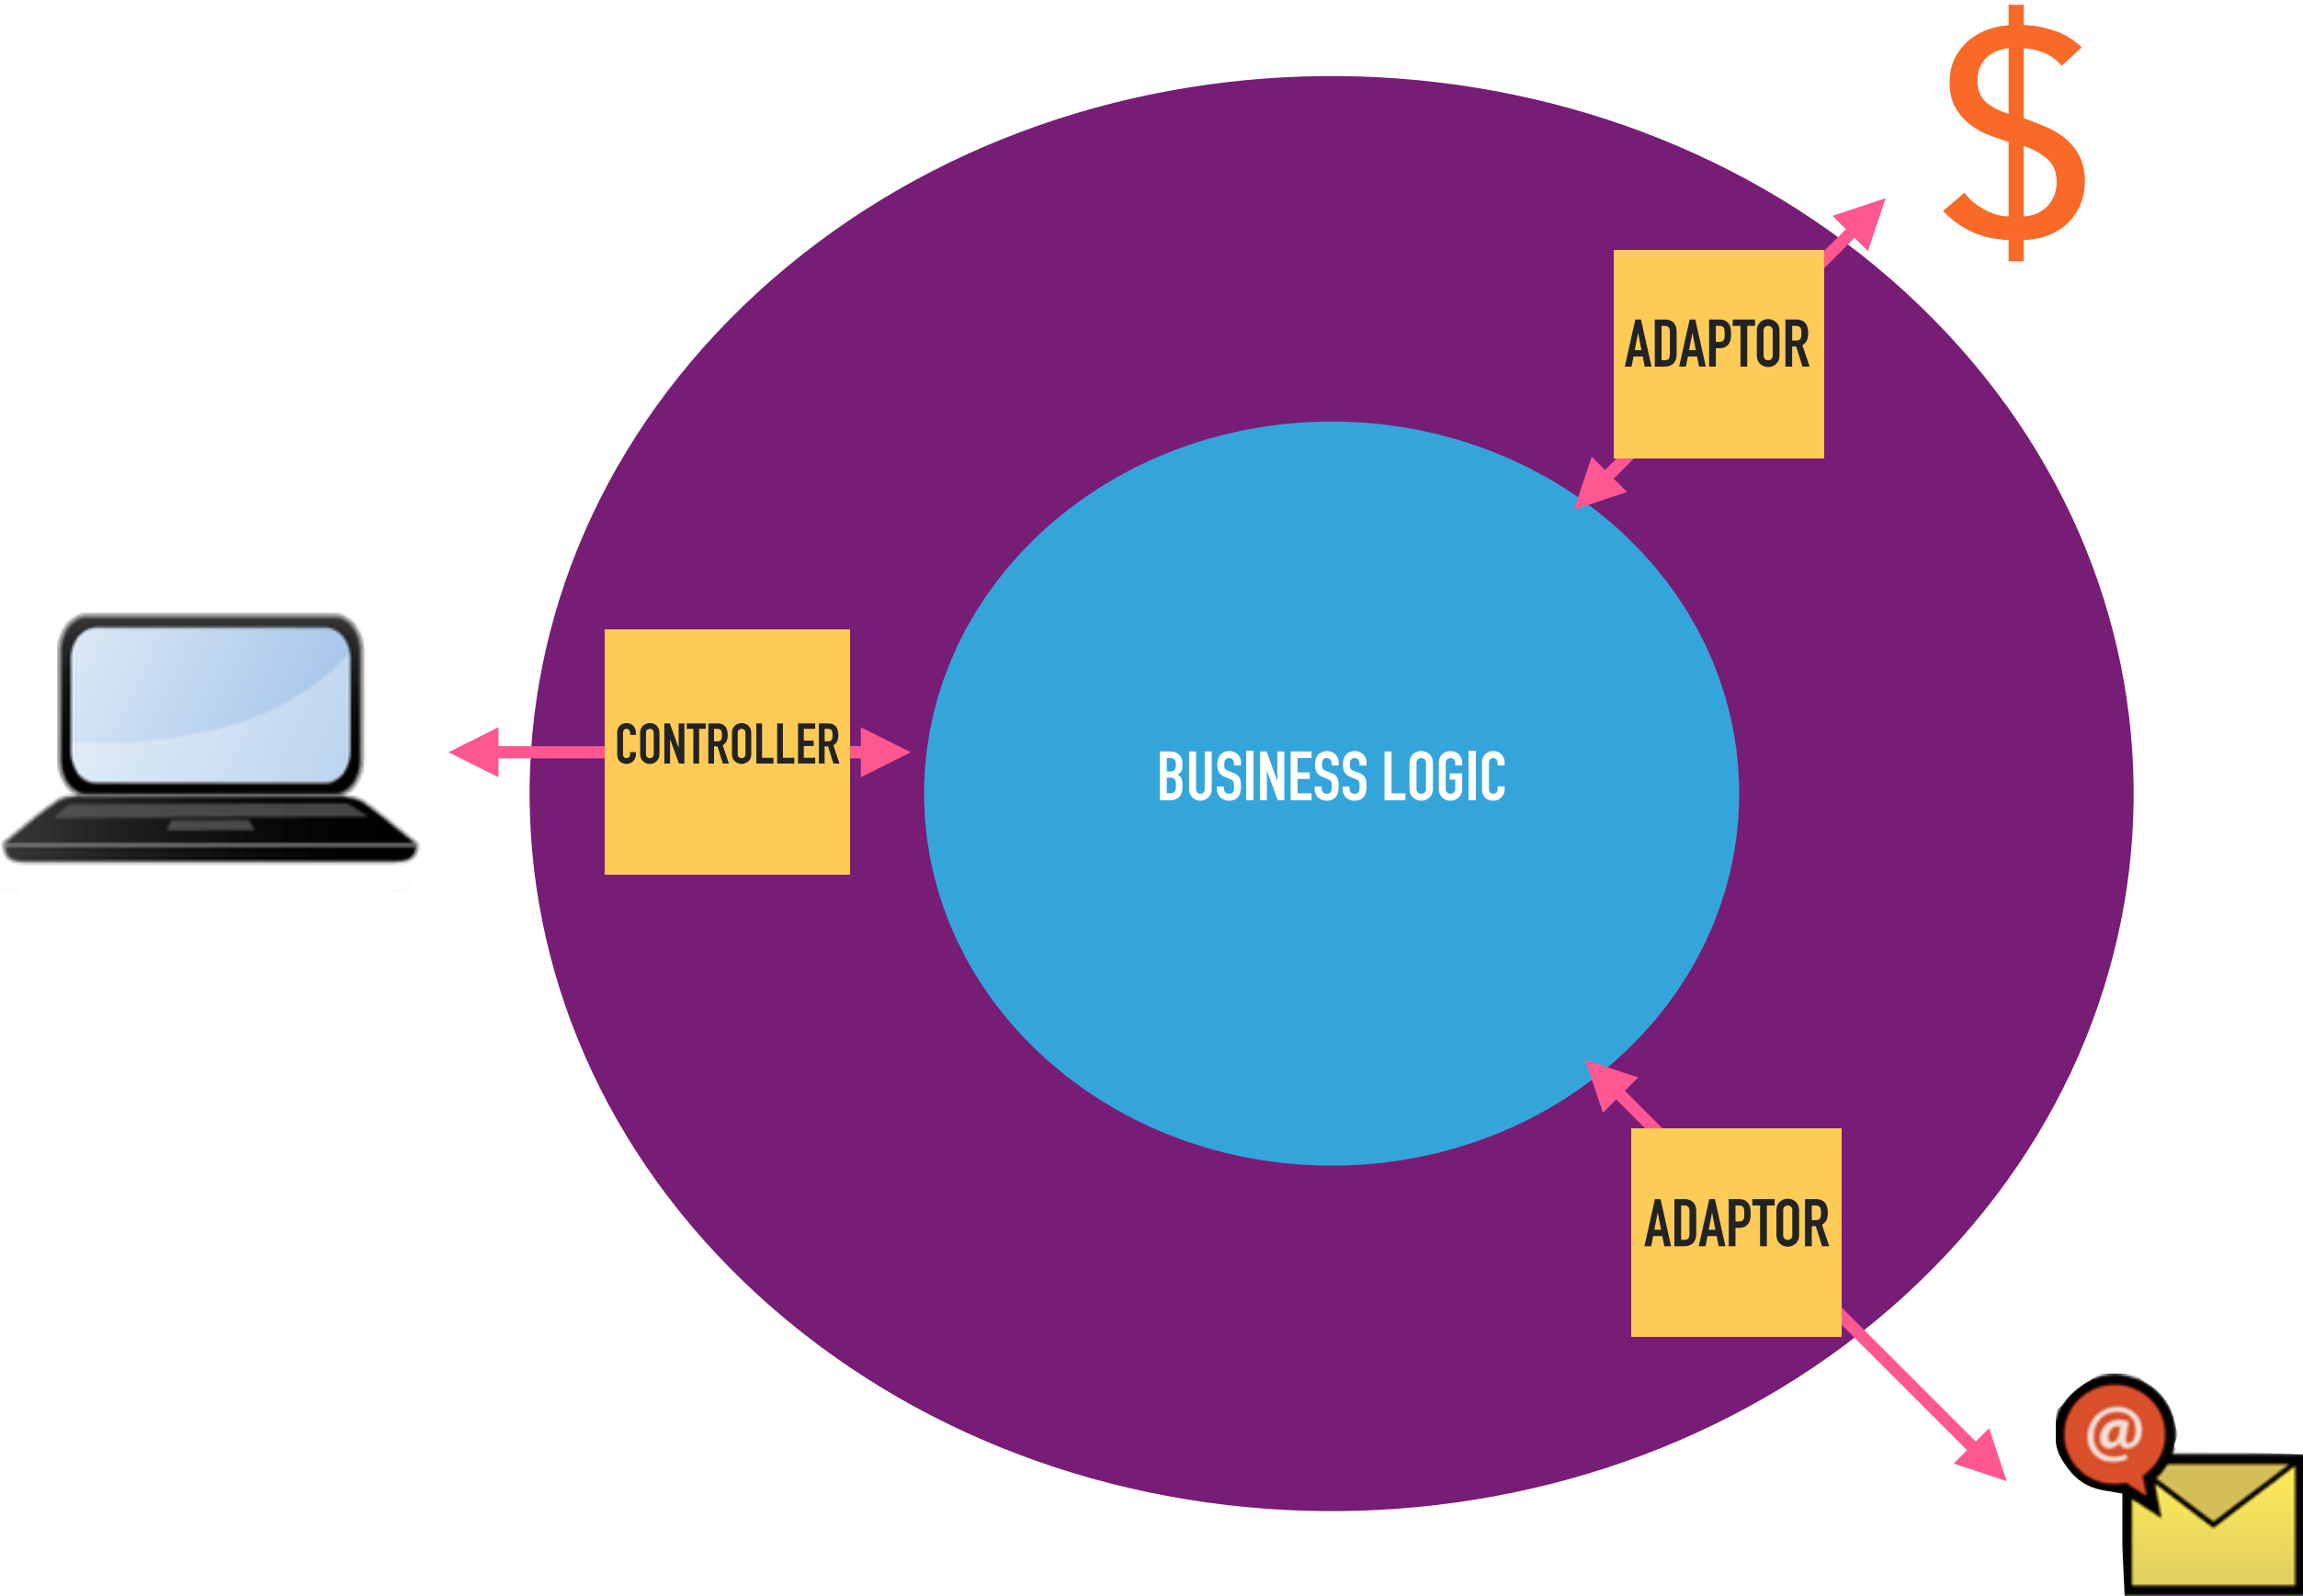 $
ADAPTOR
CONTROLLER
BUSINESS LOGIC
ADAPTOR
@